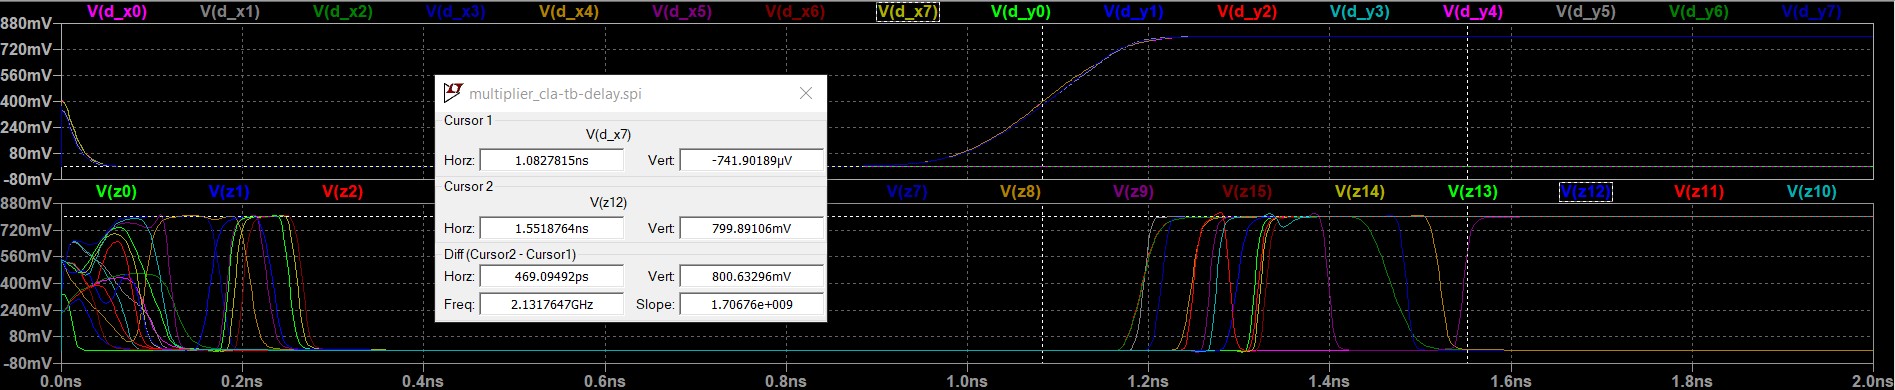 V(d_x0) V(d_x1) V(d_x2) V(d_x3) V(d_x4) V(d_x5) V(d_x6) V(d_x7) V(d_y0) V(d_y1) V(d_y2) V(d_y3) V(d_y4) V(d_y5) V(d_y6) V(d_y7)
880mV
720mV
560mV
400mV
240mV
80mV
-80mV
multiplier_cla-tb-delay.spi
Cursor 1
V(d_x7)
Horz: 1.0827815ns Vert: -741.90189µV
Cursor 2
V(z12)
Horz: 1.5518764ns Vert: 799.89106mV
Diff (Cursor2 - Cursor1)
Horz: 469.09492ps Vert: 800.63296mV
Freq: 2.1317647GHz Slope: 1.70676e+009
V(z0) V(z1) V(z2) V(z7) V(z8) V(z9) V(z15) V(z14) V(z13) V(z12) V(z11) V(z10)
880mV
720mV
560mV
400mV
240mV
80mV
-80mV
0.0ns 0.2ns 0.4ns 0.6ns 0.8ns 1.0ns 1.2ns 1.4ns 1.6ns 1.8ns 2.0ns